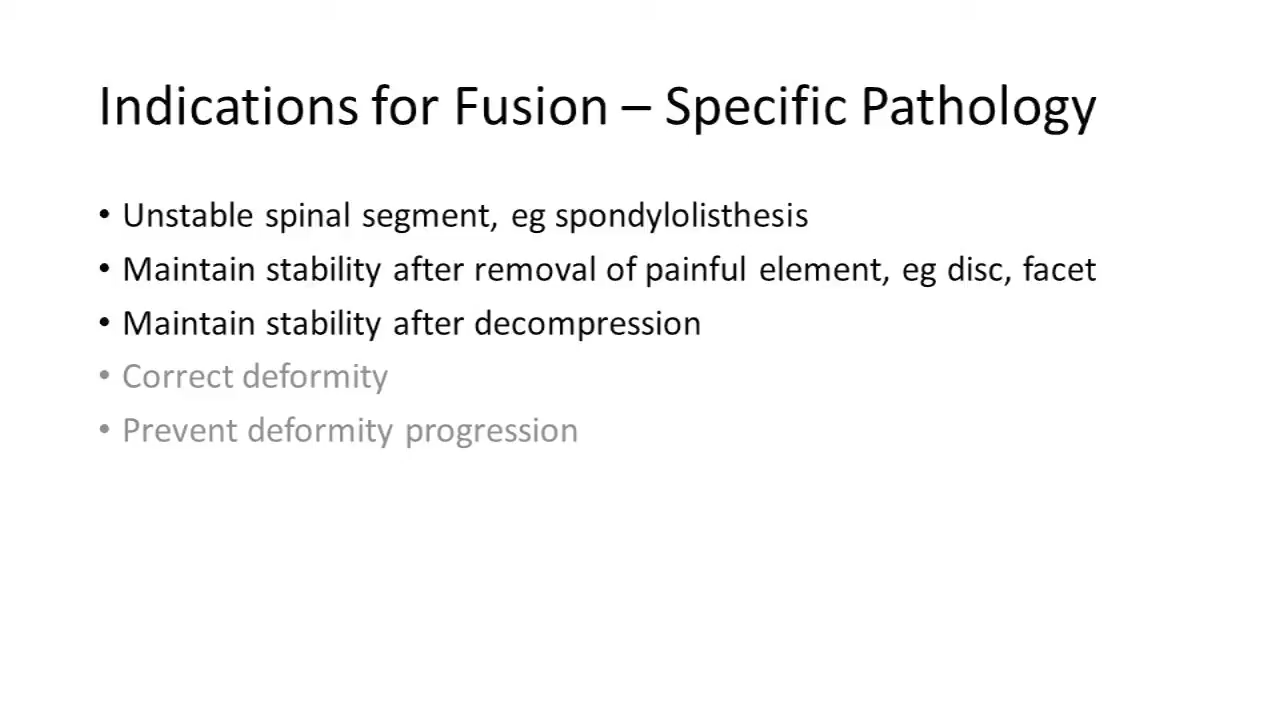 Indications for Fusion – Specific Pathology
• Unstable spinal segment, eg spondylolisthesis
• Maintain stability after removal of painful element, eg disc, facet
• Maintain stability after decompression
• Correct deformity
• Prevent deformity progression